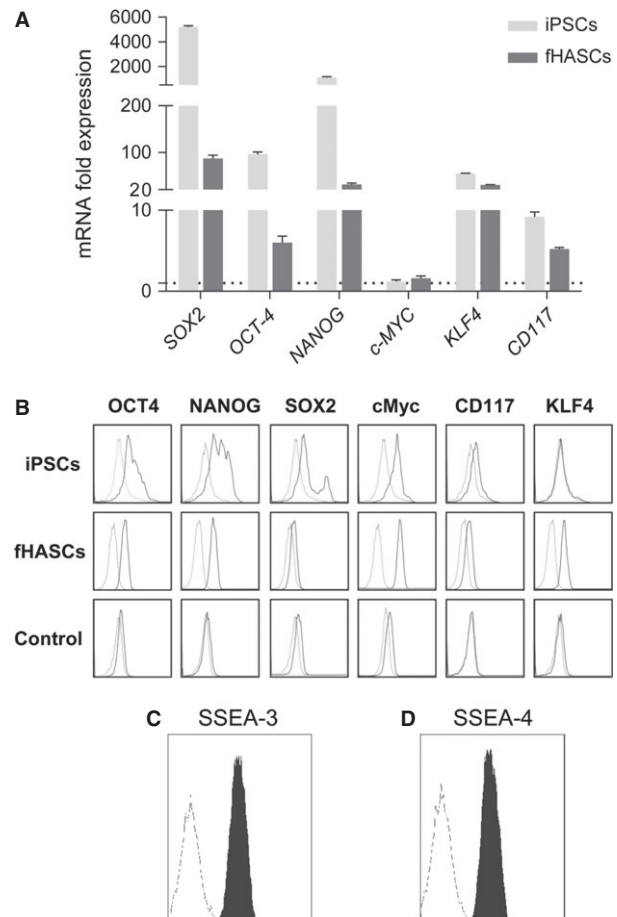 A
6000
4000
2000
200
100
20
10
0
mRNA fold expression
iPSCs
fHASCs
SOX2
OCT-4
NANOG
c-MYC
KLF4
CD117
B
OCT4 NANOG SOX2 cMyc CD117 KLF4
iPSCs
fHASCs
Control
C SSEA-3
D SSEA-4